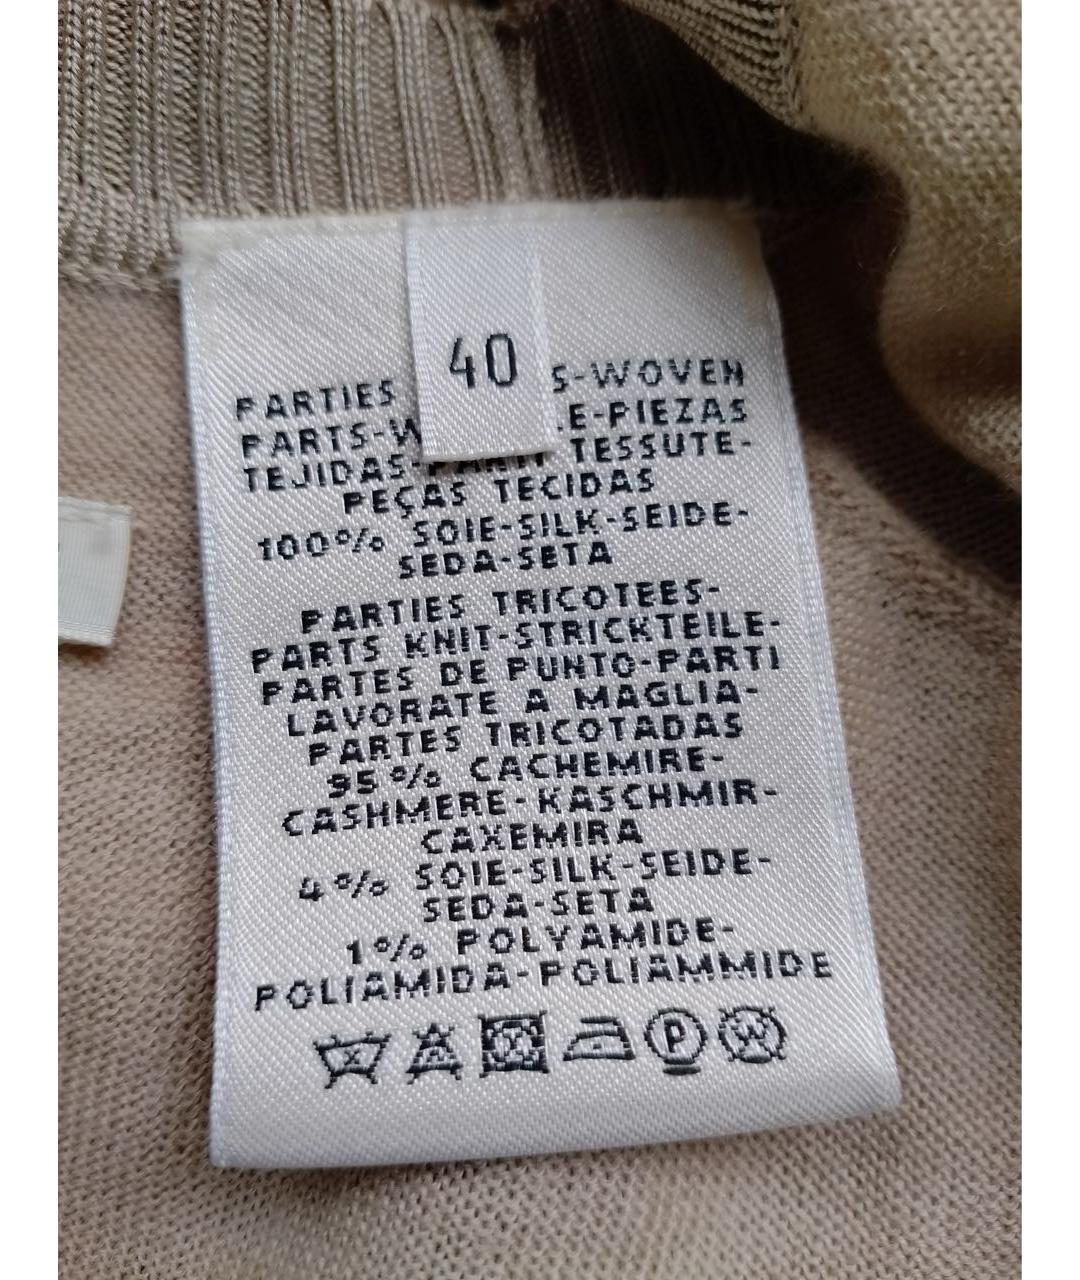 40
PARTIES S-WOVEN
PARTS-W E-PIEZAS
TEJIDAS-PARTI TESSUTE-
PEÇAS TECIDAS
100% SOIE-SILK-SEIDE-
SEDA-SETA
PARTIES TRICOTEES-
PARTS KNIT-STRICKTEILE-
PARTES DE PUNTO-PARTI
LAVORATE A MAGLIA-
PARTES TRICOTADAS
95% CACHEMIRE-
CASHMERE-KASCHMIR-
CAXEMIRA
4% SOIE-SILK-SEIDE-
SEDA-SETA
1% POLYAMIDE-
POLIAMIDA-POLIAMMIDE
P W